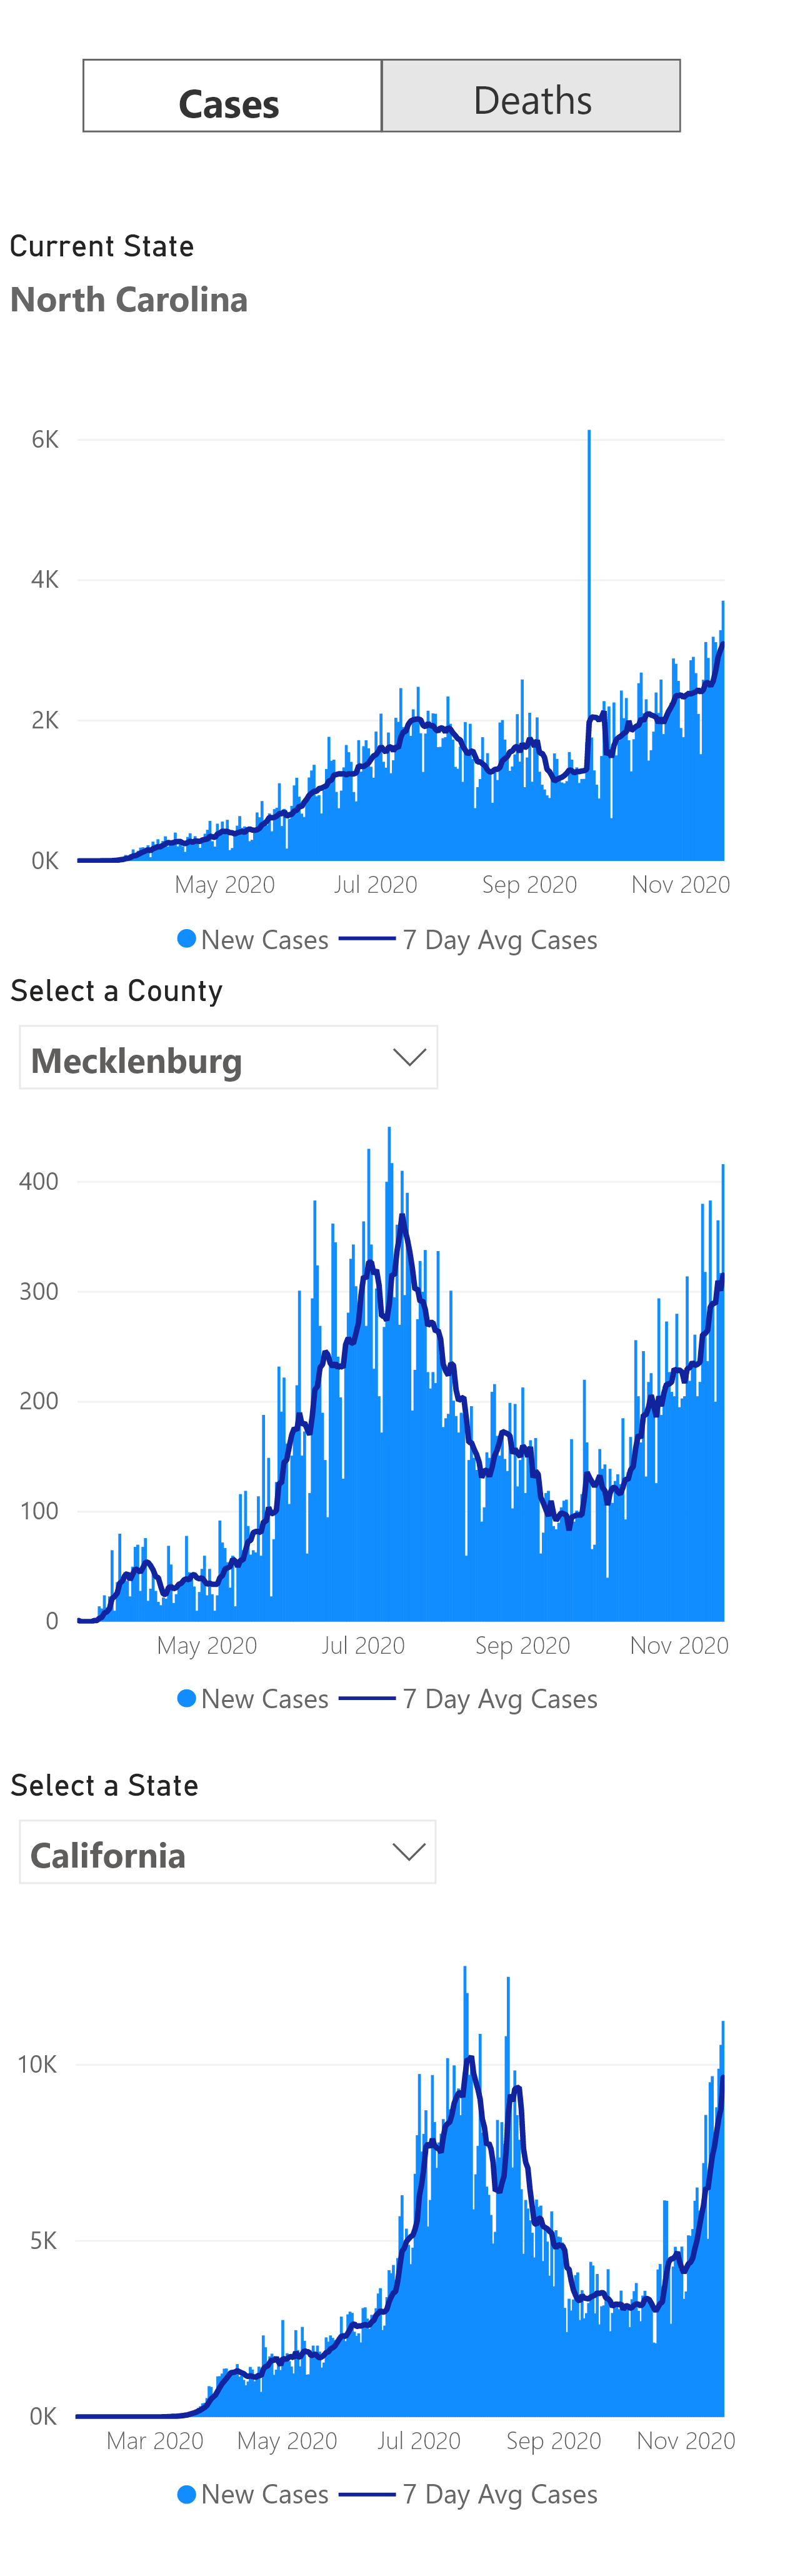 Cases Deaths
Current State
North Carolina
6K
4K
2K
0K
May 2020 Jul 2020 Sep 2020 Nov 2020
New Cases 7 Day Avg Cases
Select a County
Mecklenburg
400
300
200
100
0
May 2020 Jul 2020 Sep 2020 Nov 2020
New Cases 7 Day Avg Cases
Select a State
California
10K
5K
0K
Mar 2020 May 2020 Jul 2020 Sep 2020 Nov 2020
New Cases 7 Day Avg Cases